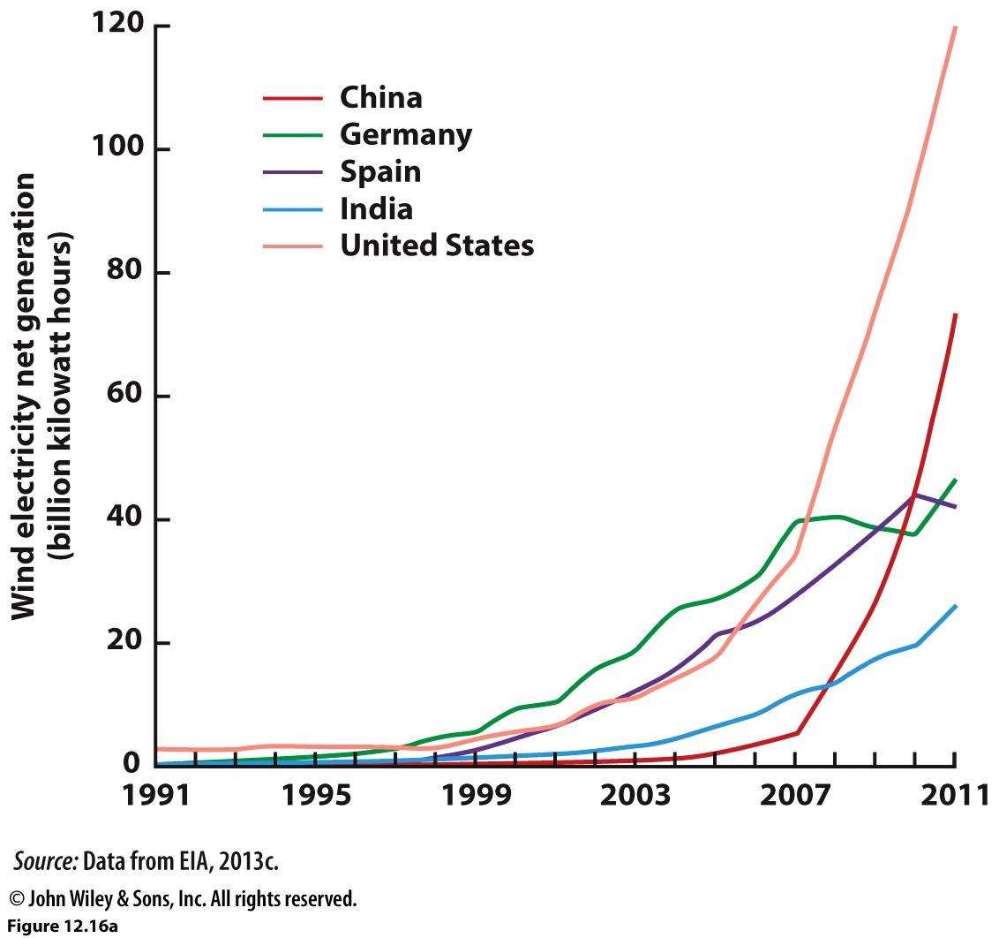 120
100
80
60
40
20
0
Wind electricity net generation
(billion kilowatt hours)
China
Germany
Spain
India
United States
1991 1995 1999 2003 2007 2011
Source: Data from EIA, 2013c.
© John Wiley & Sons, Inc. All rights reserved.
Figure 12.16a